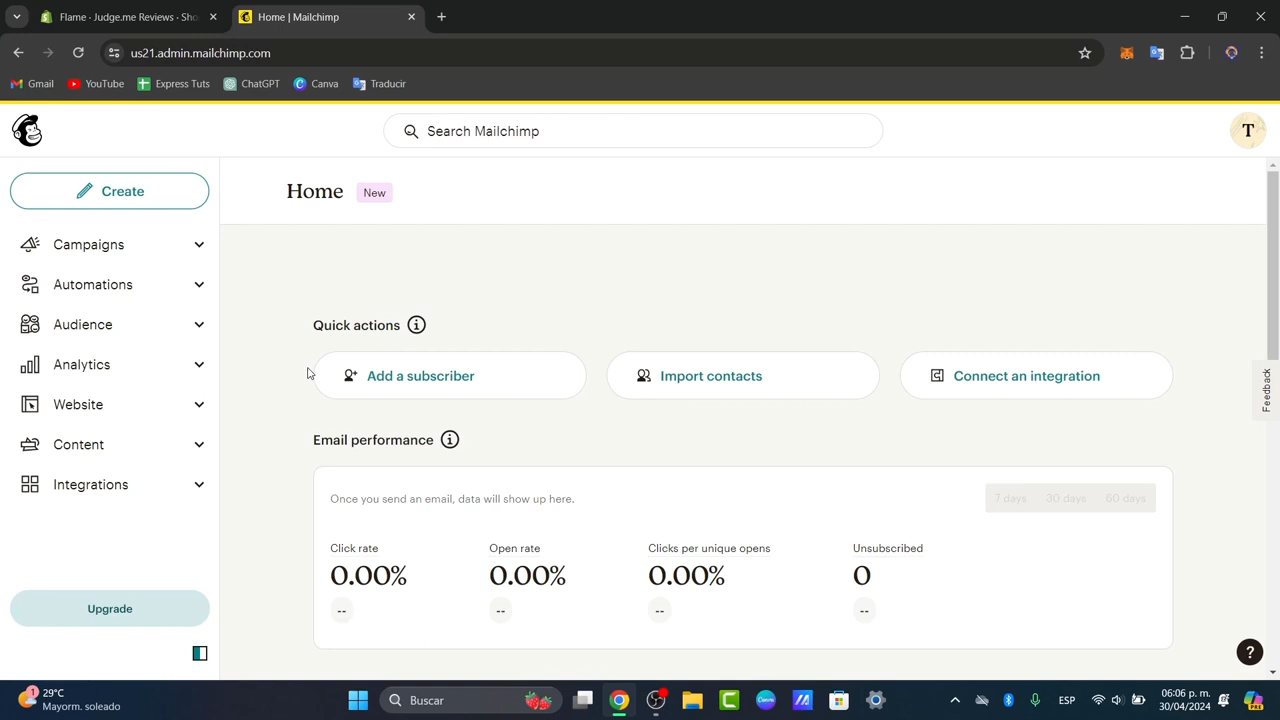 Flame · Judge.me Reviews · Sho
Home | Mailchimp
us21.admin.mailchimp.com
Gmail
YouTube
Express Tuts
ChatGPT
Canva
Traducir
Search Mailchimp
T
Create
Home New
Campaigns
Automations
Audience
Analytics
Website
Content
Integrations
Upgrade
Quick actions
Add a subscriber
Import contacts
Connect an integration
Feedback
Email performance
Once you send an email, data will show up here.
7 days 30 days 60 days
Click rate
0.00%
--
Open rate
0.00%
--
Clicks per unique opens
0.00%
--
Unsubscribed
0
--
?
1
29°C
Mayorm. soleado
Buscar
ESP
06:06 p. m.
30/04/2024